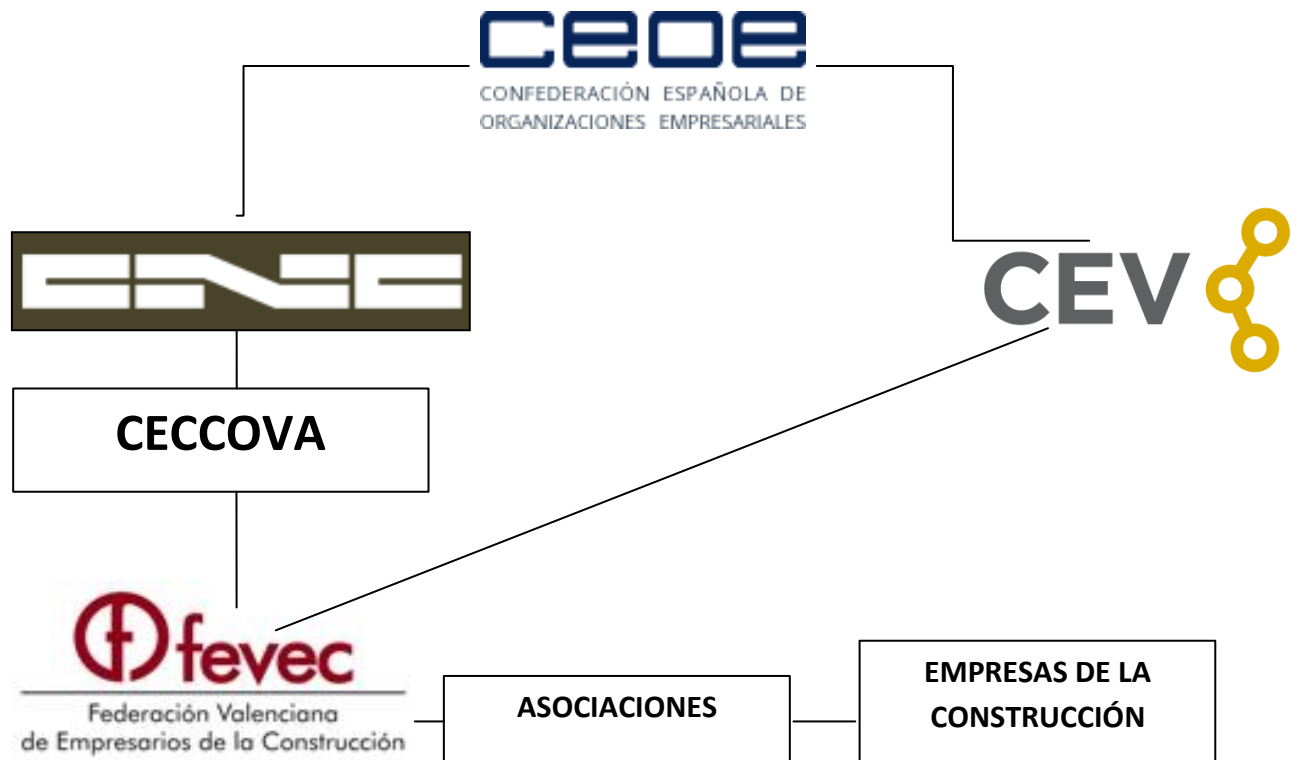 ceoe
CONFEDERACIÓN ESPAÑOLA DE
ORGANIZACIONES EMPRESARIALES
CNC
CEV
CECCOVA
fevec
Federación Valenciana
de Empresarios de la Construcción
ASOCIACIONES
EMPRESAS DE LA
CONSTRUCCIÓN